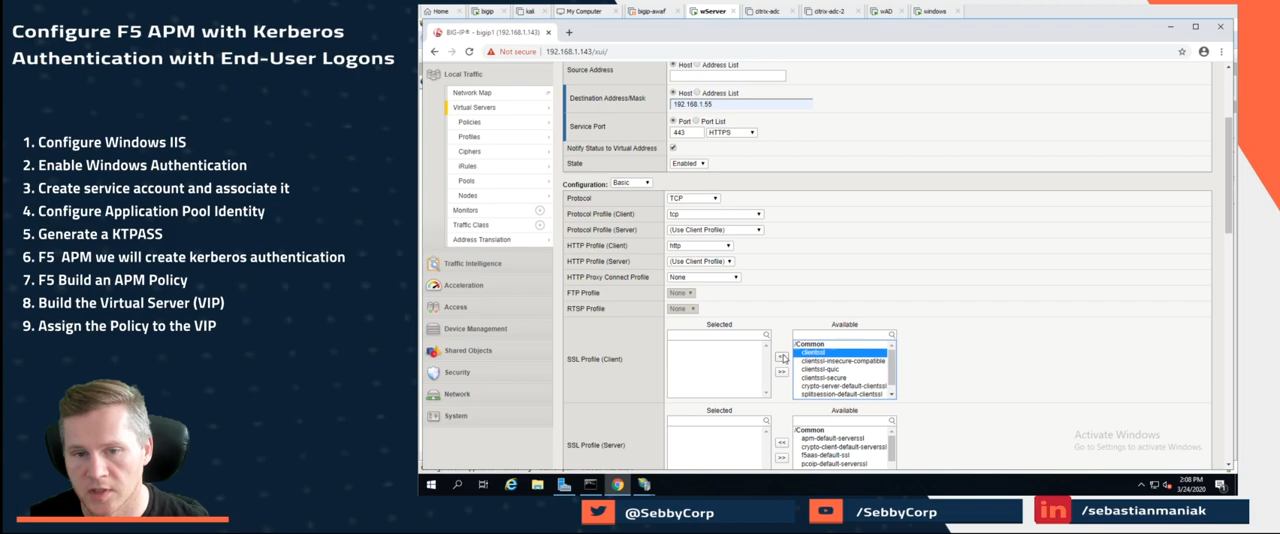 Configure F5 APM with Kerberos
Authentication with End-User Logons
1. Configure Windows IIS
2. Enable Windows Authentication
3. Create service account and associate it
4. Configure Application Pool Identity
5. Generate a KTPASS
6. F5 APM we will create kerberos authentication
7. F5 Build an APM Policy
8. Build the Virtual Server (VIP)
9. Assign the Policy to the VIP
Home
bigip
kali
My Computer
bigip-awaf
wServer
citrix-adc
citrix-adc-2
wAD
windows
BIG-IP® - bigip1 (192.168.1.143)
Not secure
192.168.1.143/xui/
Local Traffic
Network Map
Virtual Servers
Policies
Profiles
Ciphers
iRules
Pools
Nodes
Monitors
Traffic Class
Address Translation
Traffic Intelligence
Acceleration
Access
Device Management
Shared Objects
Security
Network
System
Source Address
Host Address List
Destination Address/Mask
Host Address List
192.168.1.55
Service Port
Port Port List
443 HTTPS
Notify Status to Virtual Address
State
Enabled
Configuration: Basic
Protocol
TCP
Protocol Profile (Client)
tcp
Protocol Profile (Server)
(Use Client Profile)
HTTP Profile (Client)
http
HTTP Profile (Server)
(Use Client Profile)
HTTP Proxy Connect Profile
None
FTP Profile
None
RTSP Profile
None
SSL Profile (Client)
Selected
Available
/Common
clientssl
clientssl-insecure-compatible
clientssl-quic
clientssl-secure
crypto-server-default-clientssl
splitsession-default-clientssl
<<
>>
SSL Profile (Server)
Selected
Available
/Common
apm-default-serverssl
crypto-client-default-serverssl
f5aas-default-ssl
pcoip-default-serverssl
<<
>>
Activate Windows
Go to Settings to activate Windows.
2:08 PM
3/24/2020
@SebbyCorp
/SebbyCorp
/sebastianmaniak